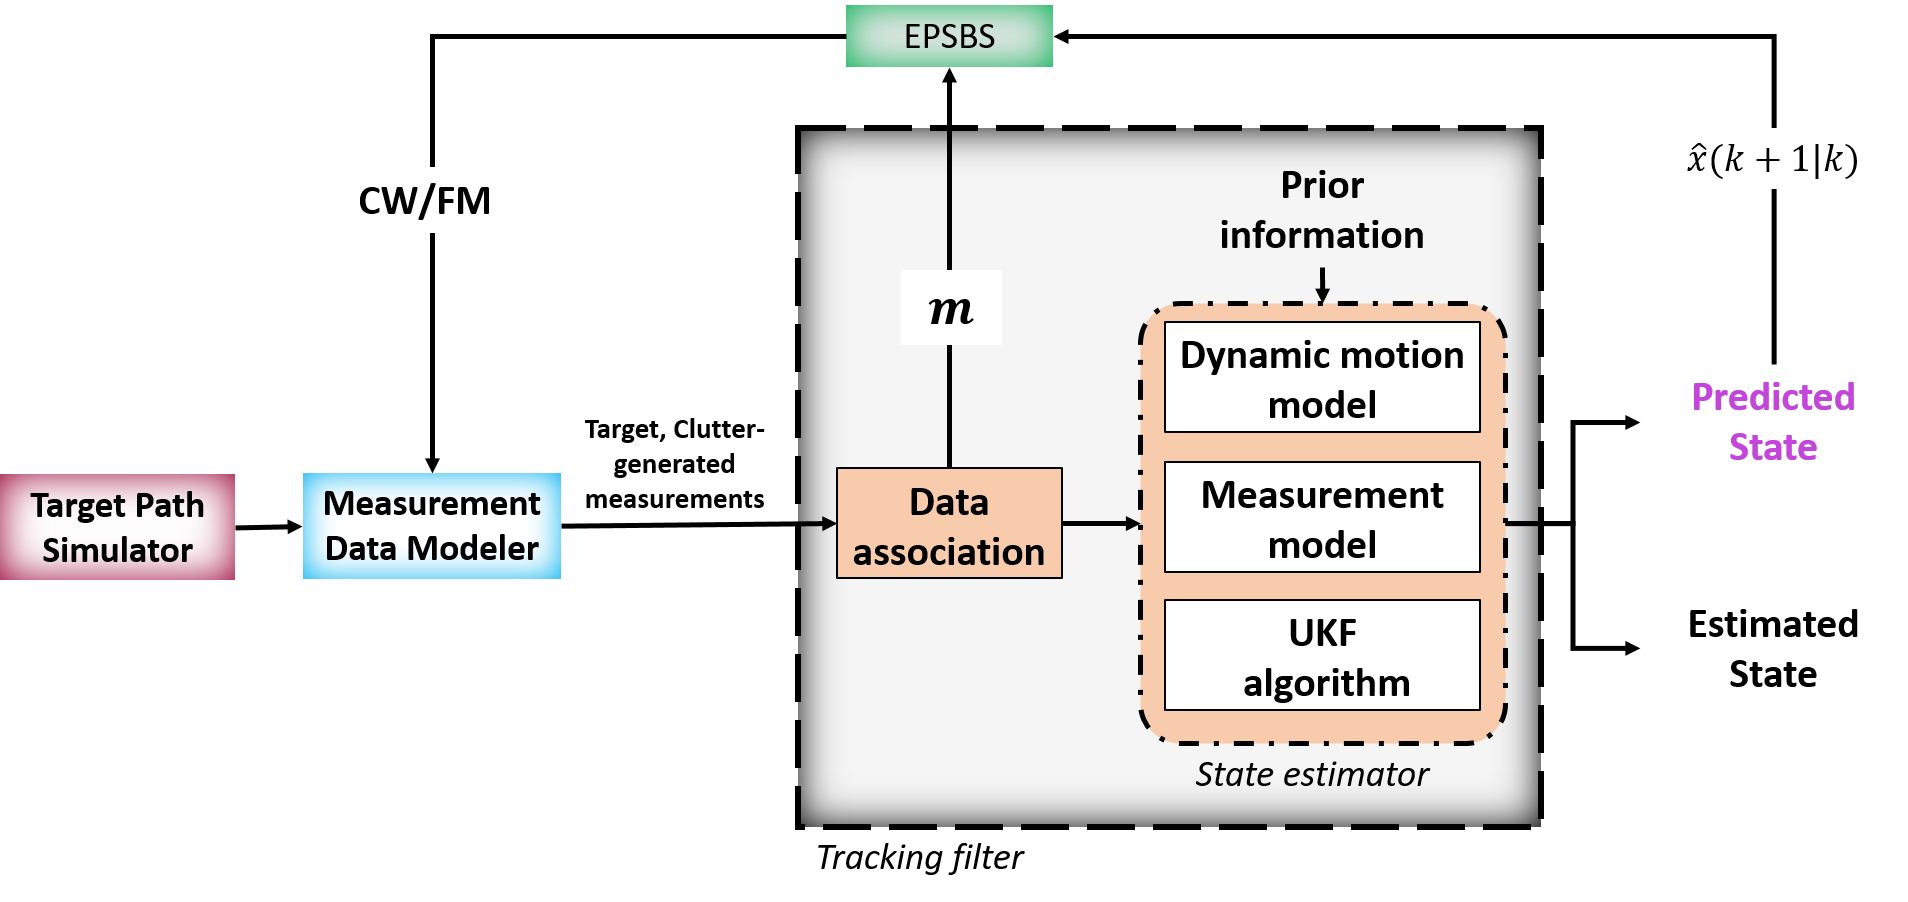 EPSBS
CW/FM
x̂(k + 1|k)
Prior
information
m
Dynamic motion
model
Predicted
State
Target, Clutter-
generated
measurements
Target Path
Simulator
Measurement
Data Modeler
Data
association
Measurement
model
UKF
algorithm
Estimated
State
State estimator
Tracking filter